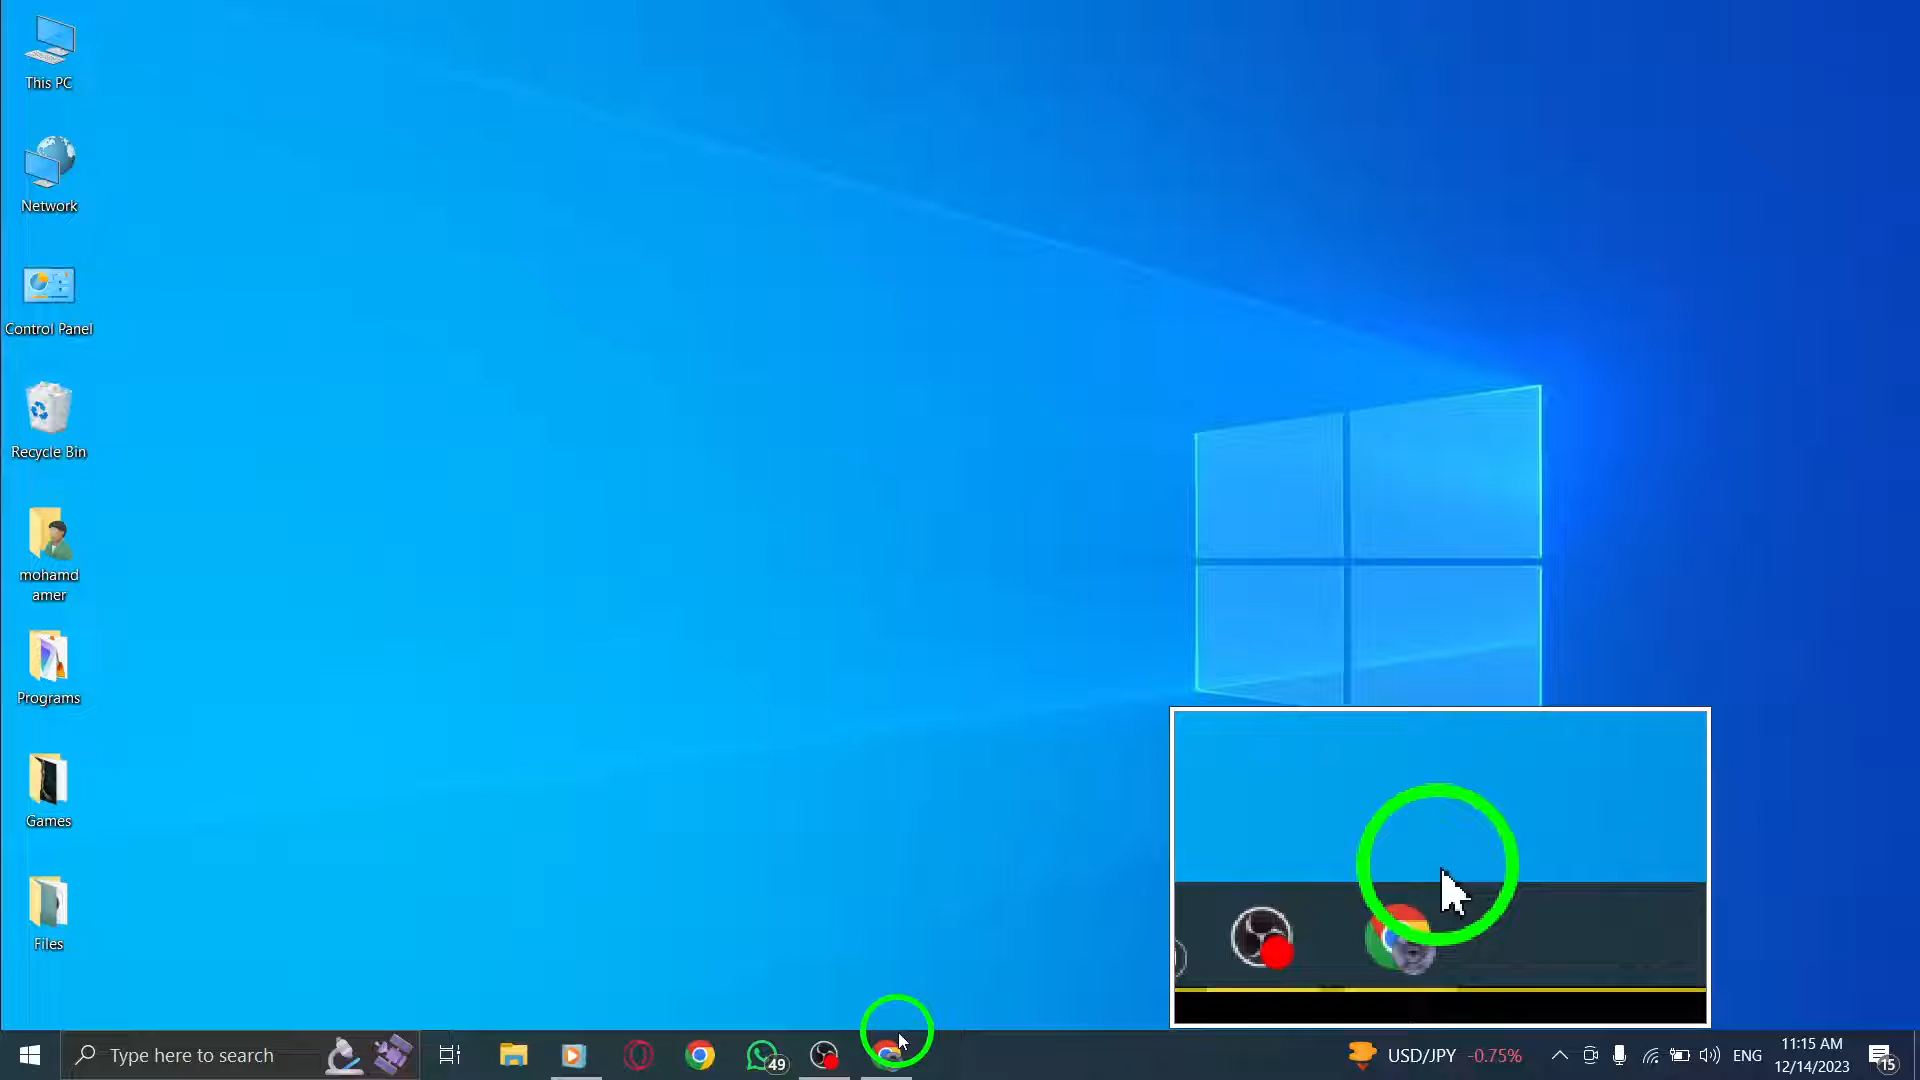 This PC
Network
Control Panel
Recycle Bin
mohamd
amer
Programs
Games
Files
Type here to search
49
USD/JPY -0.75%
ENG
11:15 AM
12/14/2023
15